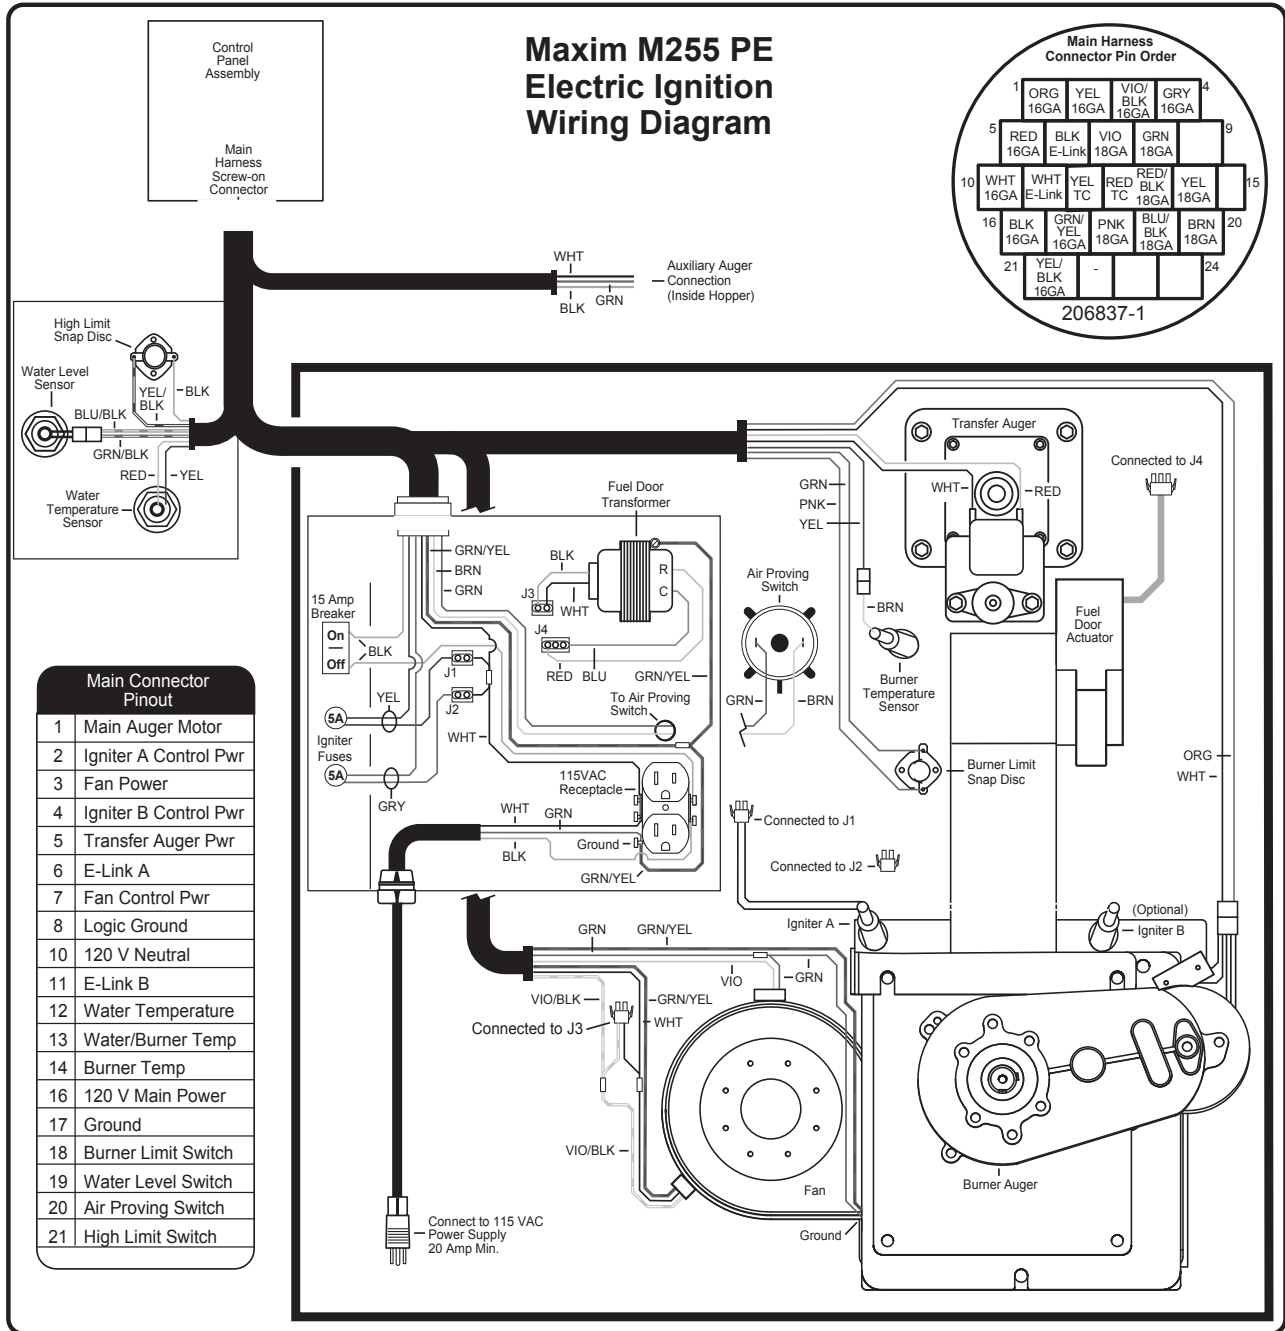 Maxim M255 PE
Electric Ignition
Wiring Diagram
Control
Panel
Assembly
Main
Harness
Screw-on
Connector
Main Harness
Connector Pin Order
1
ORG
16GA
YEL
16GA
VIO/
BLK
16GA
GRY
16GA
4
5
RED
16GA
BLK
E-Link
VIO
18GA
GRN
18GA
9
10
WHT
16GA
WHT
E-Link
YEL
TC
RED
TC
RED/
BLK
18GA
YEL
18GA
15
16
BLK
16GA
GRN/
YEL
16GA
PNK
18GA
BLU/
BLK
18GA
BRN
18GA
20
21
YEL/
BLK
16GA
-
24
206837-1
WHT
BLK
GRN
Auxiliary Auger
Connection
(Inside Hopper)
High Limit
Snap Disc
Water Level
Sensor
YEL/
BLK
BLK
BLU/BLK
GRN/BLK
RED
YEL
Water
Temperature
Sensor
Transfer Auger
WHT
RED
Connected to J4
GRN
PNK
YEL
Fuel Door
Transformer
GRN/YEL
BRN
GRN
BLK
J3
WHT
R
C
J4
RED
BLU
GRN/YEL
15 Amp
Breaker
On
Off
BLK
J1
J2
YEL
5A
Igniter
Fuses
5A
GRY
WHT
To Air Proving
Switch
115VAC
Receptacle
WHT
GRN
BLK
Ground
GRN/YEL
Air Proving
Switch
GRN
BRN
BRN
Burner
Temperature
Sensor
Fuel
Door
Actuator
Burner Limit
Snap Disc
ORG
WHT
Connected to J1
Connected to J2
Igniter A
(Optional)
Igniter B
Main Connector
Pinout
1 Main Auger Motor
2 Igniter A Control Pwr
3 Fan Power
4 Igniter B Control Pwr
5 Transfer Auger Pwr
6 E-Link A
7 Fan Control Pwr
8 Logic Ground
10 120 V Neutral
11 E-Link B
12 Water Temperature
13 Water/Burner Temp
14 Burner Temp
16 120 V Main Power
17 Ground
18 Burner Limit Switch
19 Water Level Switch
20 Air Proving Switch
21 High Limit Switch
GRN
GRN/YEL
VIO
GRN
VIO/BLK
GRN/YEL
Connected to J3
WHT
VIO/BLK
Fan
Ground
Burner Auger
Connect to 115 VAC
Power Supply
20 Amp Min.